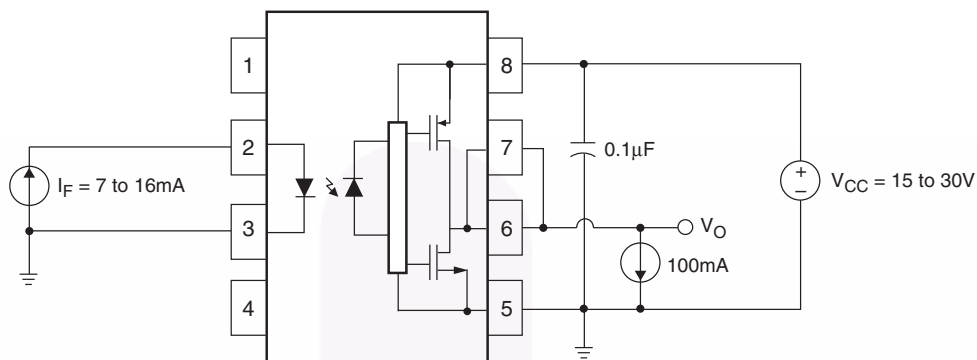 1
8
2
7
I_F = 7 to 16mA
0.1μF
+
–
V_CC = 15 to 30V
3
6
V_O
100mA
4
5